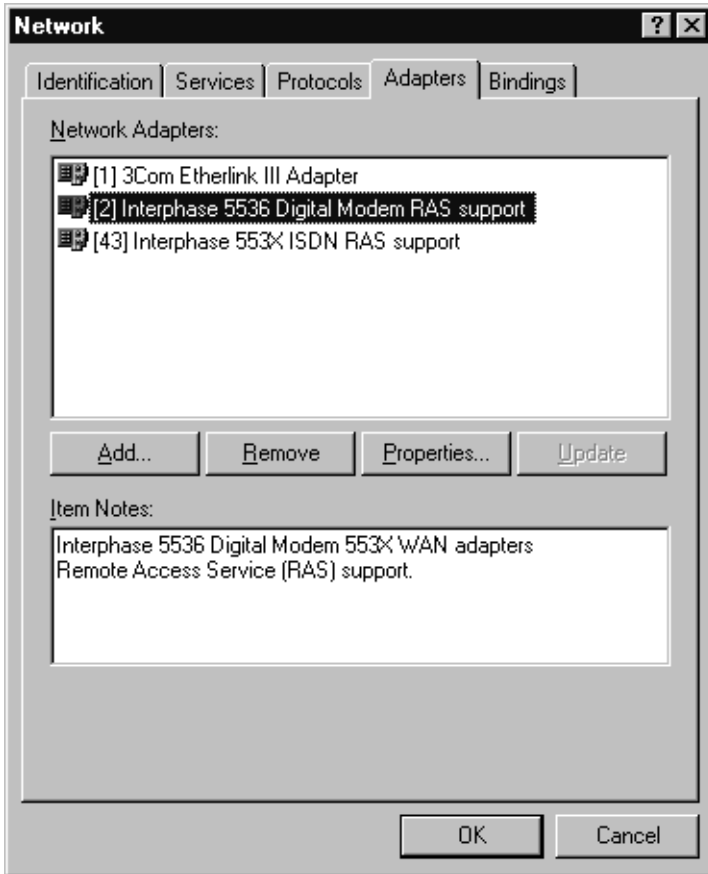 Network
Identification
Services
Protocols
Adapters
Bindings
Network Adapters:
[1] 3Com Etherlink III Adapter
[2] Interphase 5536 Digital Modem RAS support
[43] Interphase 553X ISDN RAS support
Add...
Remove
Properties...
Update
Item Notes:
Interphase 5536 Digital Modem 553X WAN adapters
Remote Access Service (RAS) support.
OK
Cancel